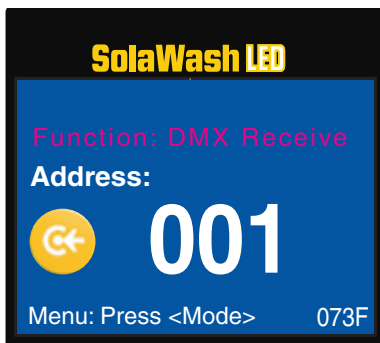 SolaWash LED
Function: DMX Receive
Address:
001
Menu: Press <Mode> 073F